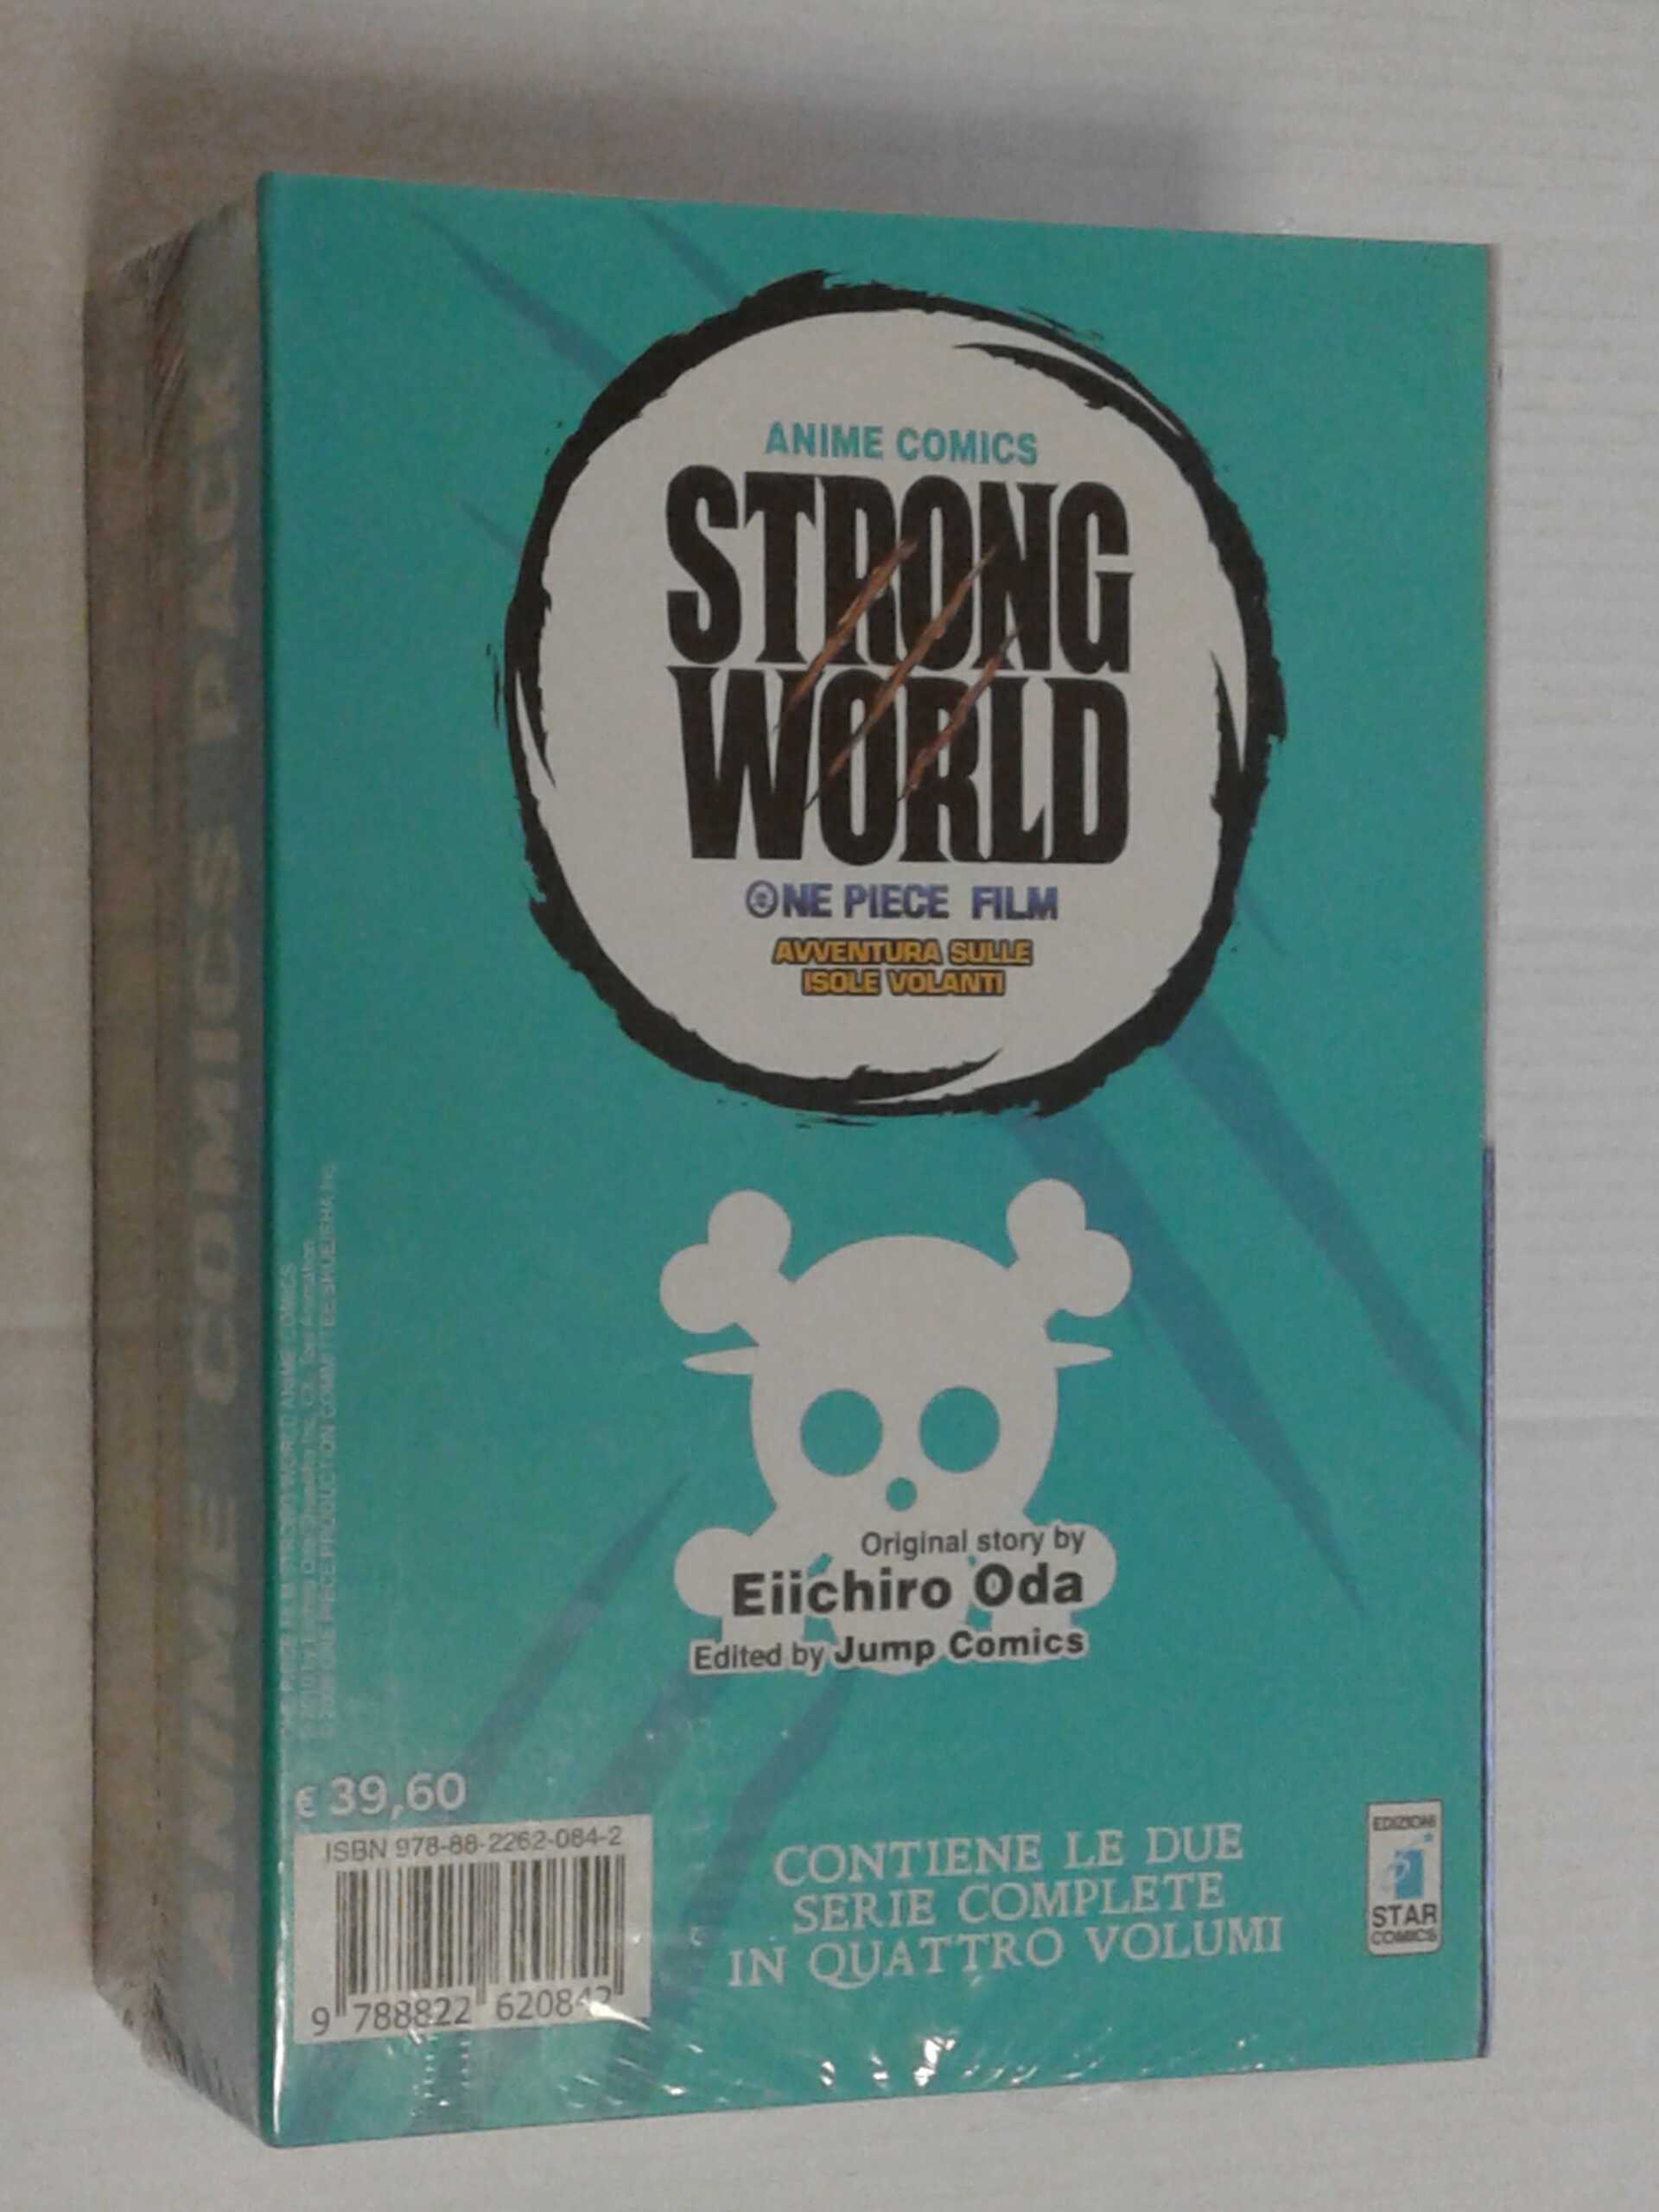 ANIME COMICS
STRONG
WORLD
ONE PIECE FILM
AVVENTURA SULLE
ISOLE VOLANTI
Original story by
Eiichiro Oda
Edited by Jump Comics
€ 39,60
ISBN 978-88-2262-084-2
9 788822 620842
CONTIENE LE DUE
SERIE COMPLETE
IN QUATTRO VOLUMI
EDIZIONI
STAR
COMICS
ANIME COMICS PACK